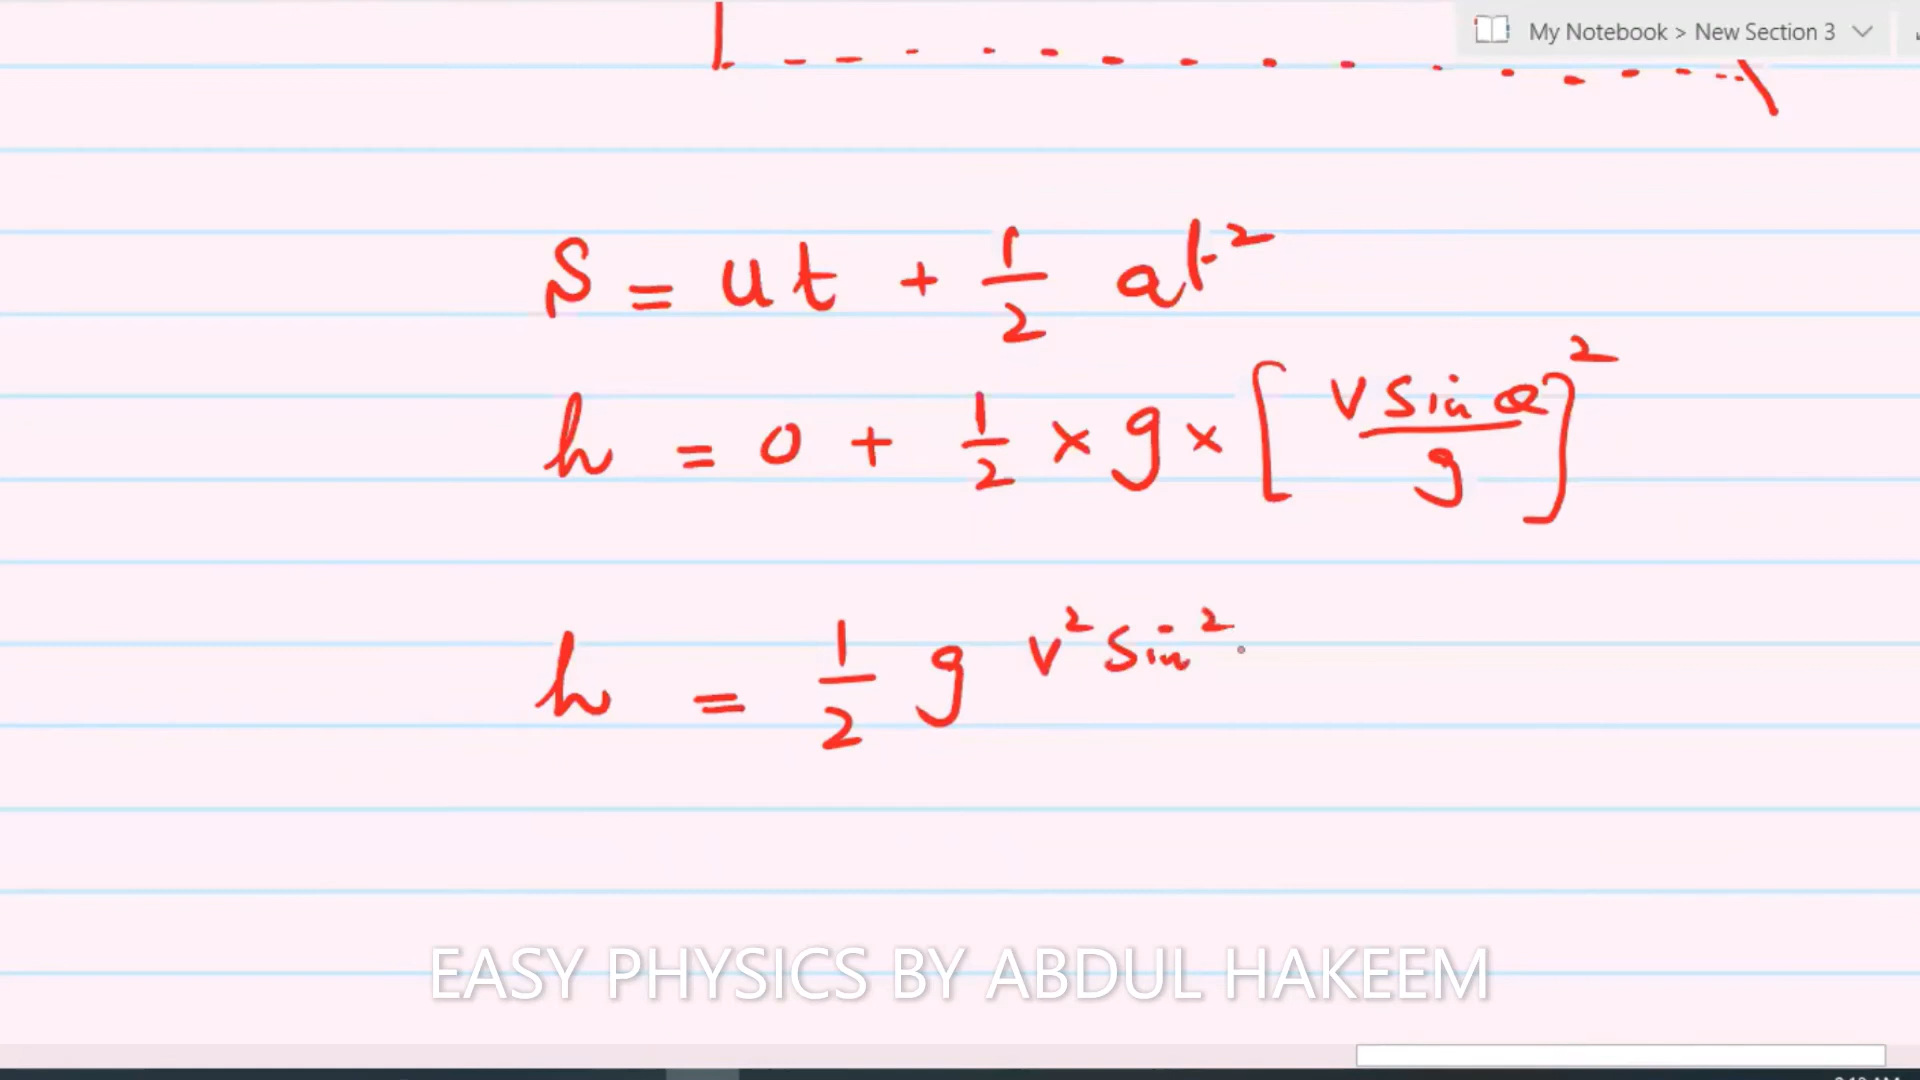 My Notebook > New Section 3
S = ut + 1/2 at²
h = 0 + 1/2 × g × [v sin θ / g]²
h = 1/2 g v² sin²
EASY PHYSICS BY ABDUL HAKEEM